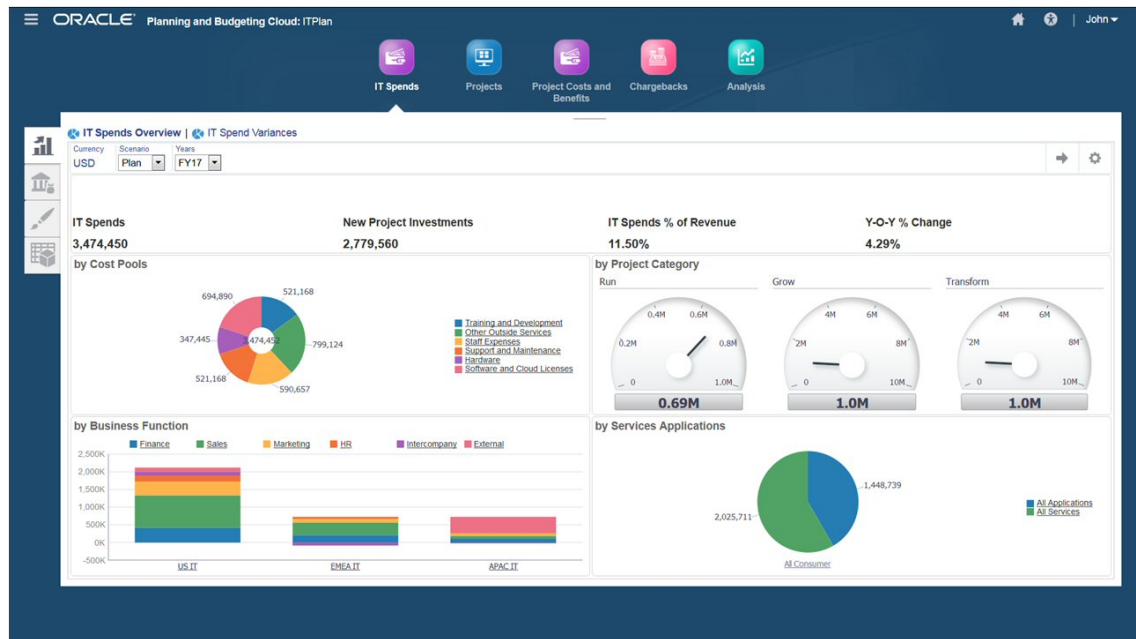 ORACLE® Planning and Budgeting Cloud: ITPlan
John
IT Spends
Projects
Project Costs and
Benefits
Chargebacks
Analysis
IT Spends Overview | IT Spend Variances
Currency Scenario Years
USD Plan FY17
IT Spends New Project Investments IT Spends % of Revenue Y-O-Y % Change
3,474,450 2,779,560 11.50% 4.29%
by Cost Pools
694,890
521,168
347,445
3,474,452
799,124
521,168
590,657
Training and Development
Other Outside Services
Staff Expenses
Support and Maintenance
Hardware
Software and Cloud Licenses
by Project Category
Run
0.4M 0.6M
0.2M 0.8M
0 1.0M
0.69M
Grow
4M 6M
2M 8M
0 10M
1.0M
Transform
4M 6M
2M 8M
0 10M
1.0M
by Business Function
Finance Sales Marketing HR Intercompany External
2,500K
2,000K
1,500K
1,000K
500K
0K
-500K
US IT EMEA IT APAC IT
by Services Applications
1,448,739
2,025,711
All Consumer
All Applications
All Services